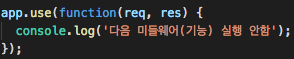 app.use(function(req, res) {
  console.log('다음 미들웨어(기능) 실행 안함');
});